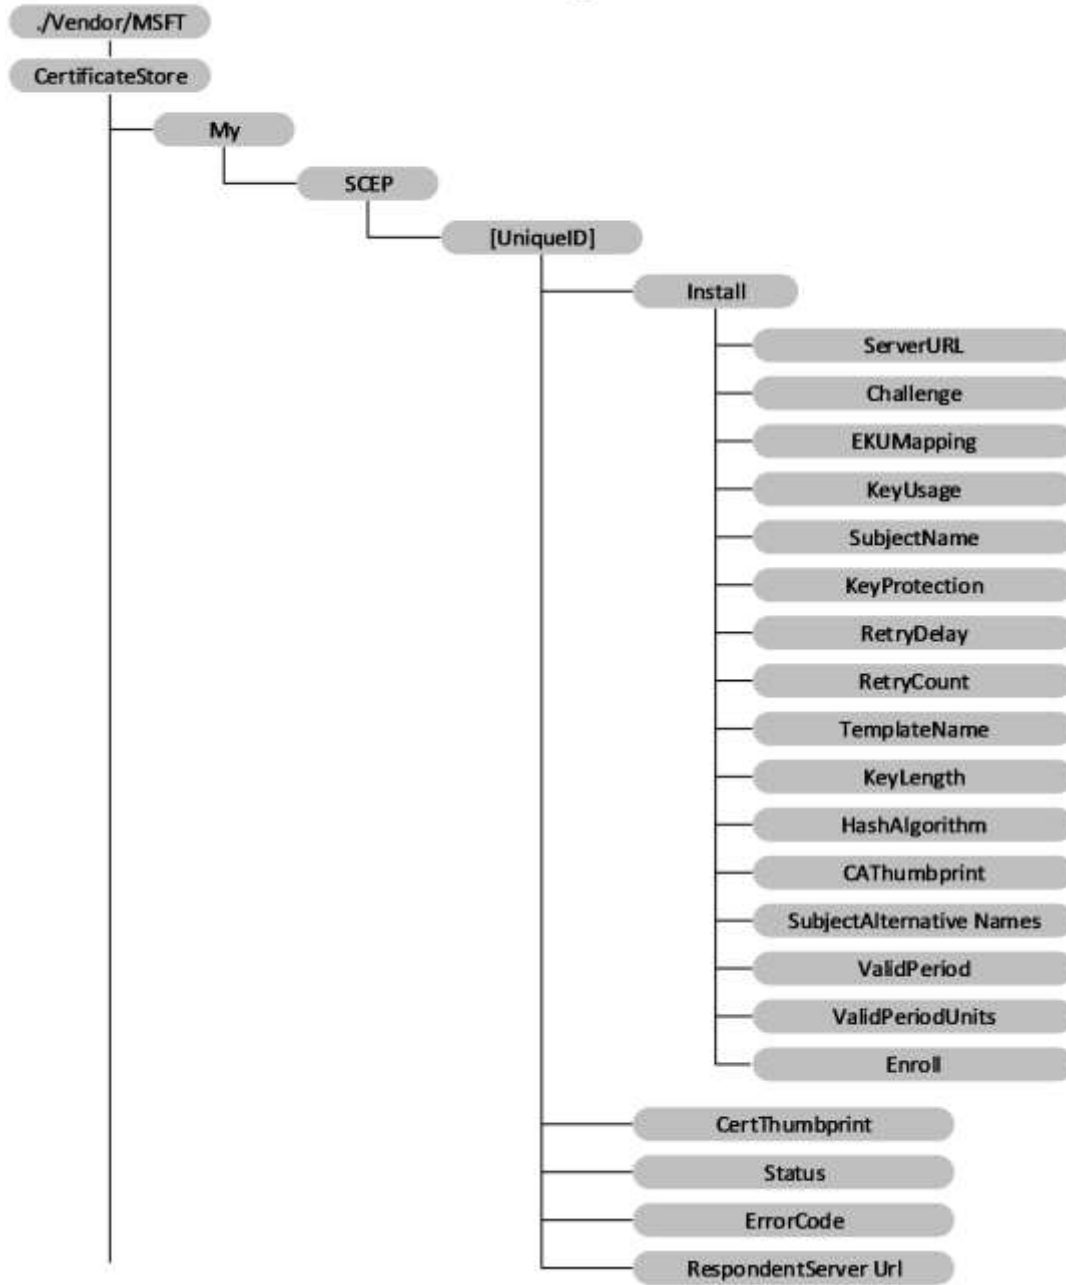 ./Vendor/MSFT
CertificateStore
My
SCEP
[UniqueID]
Install
ServerURL
Challenge
EKUMapping
KeyUsage
SubjectName
KeyProtection
RetryDelay
RetryCount
TemplateName
KeyLength
HashAlgorithm
CAThumbprint
SubjectAlternative Names
ValidPeriod
ValidPeriodUnits
Enroll
CertThumbprint
Status
ErrorCode
RespondentServer Url